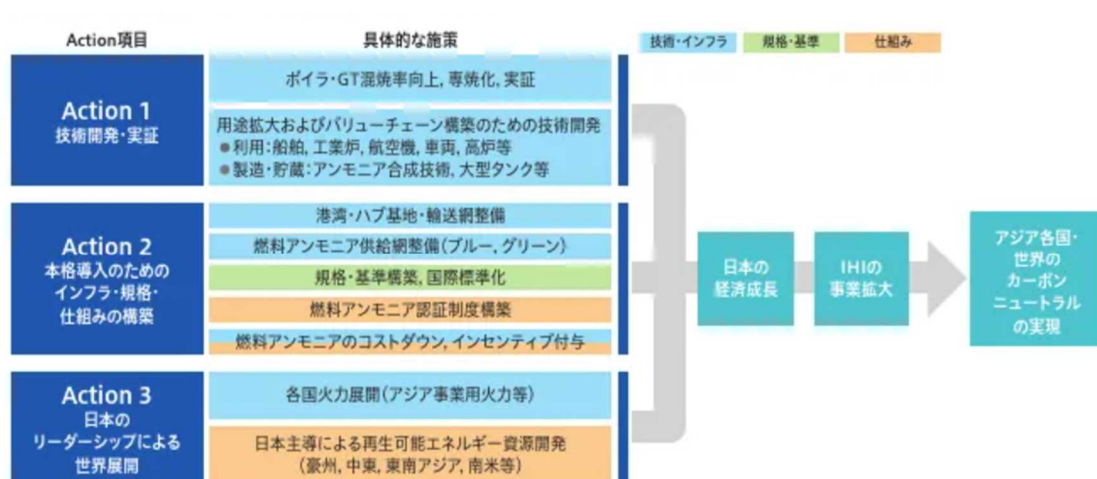 Action項目
具体的な施策
技術・インフラ
規格・基準
仕組み
Action 1
技術開発・実証
ボイラ・GT混焼率向上, 専焼化, 実証
用途拡大およびバリューチェーン構築のための技術開発
●利用:船舶, 工業炉, 航空機, 車両, 高炉等
●製造・貯蔵:アンモニア合成技術, 大型タンク等
Action 2
本格導入のための
インフラ・規格・
仕組みの構築
港湾・ハブ基地・輸送網整備
燃料アンモニア供給網整備(ブルー, グリーン)
規格・基準構築, 国際標準化
燃料アンモニア認証制度構築
燃料アンモニアのコストダウン, インセンティブ付与
Action 3
日本の
リーダーシップによる
世界展開
各国火力展開(アジア事業用火力等)
日本主導による再生可能エネルギー資源開発
(豪州, 中東, 東南アジア, 南米等)
日本の
経済成長
IHIの
事業拡大
アジア各国・
世界の
カーボン
ニュートラル
の実現